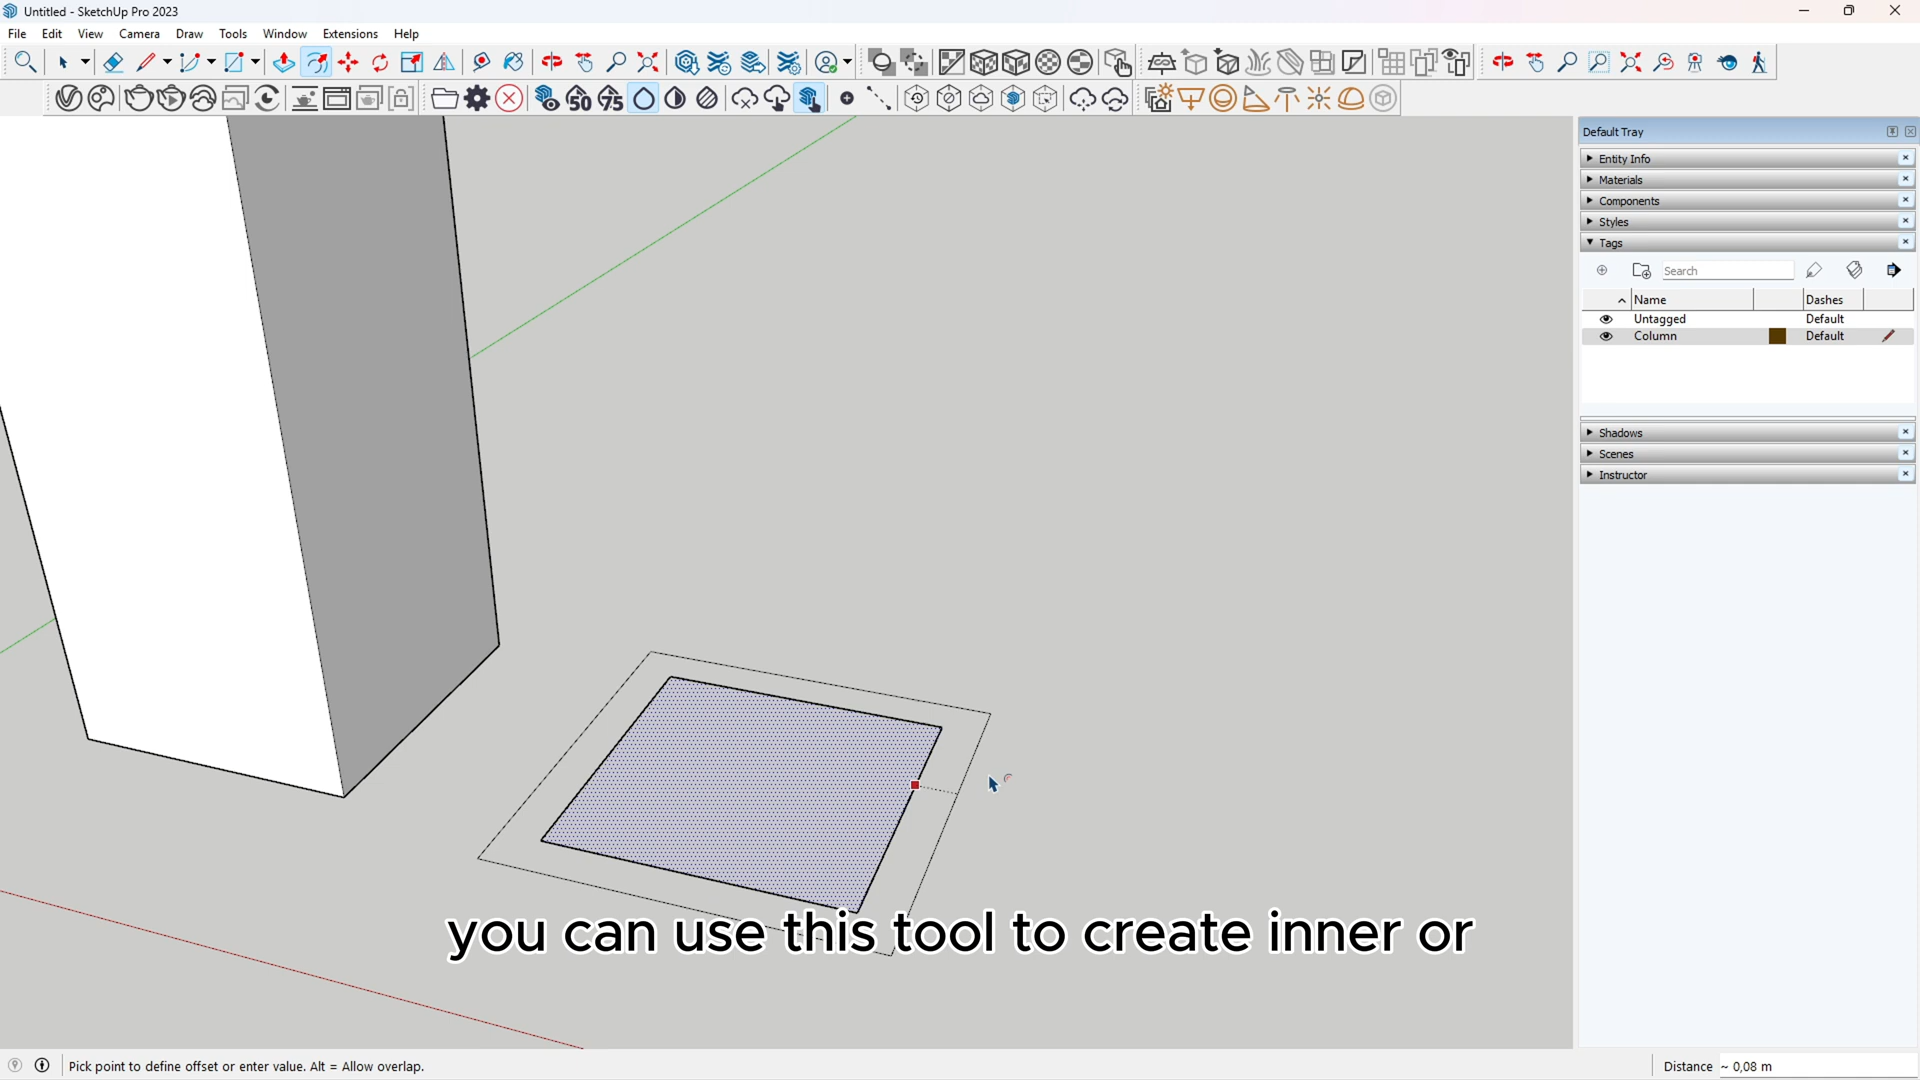 Untitled - SketchUp Pro 2023
File Edit View Camera Draw Tools Window Extensions Help
50 75
Default Tray
Entity Info
Materials
Components
Styles
Tags
Search
Name Dashes
Untagged Default
Column Default
Shadows
Scenes
Instructor
you can use this tool to create inner or
Pick point to define offset or enter value. Alt = Allow overlap.
Distance ~ 0,08 m